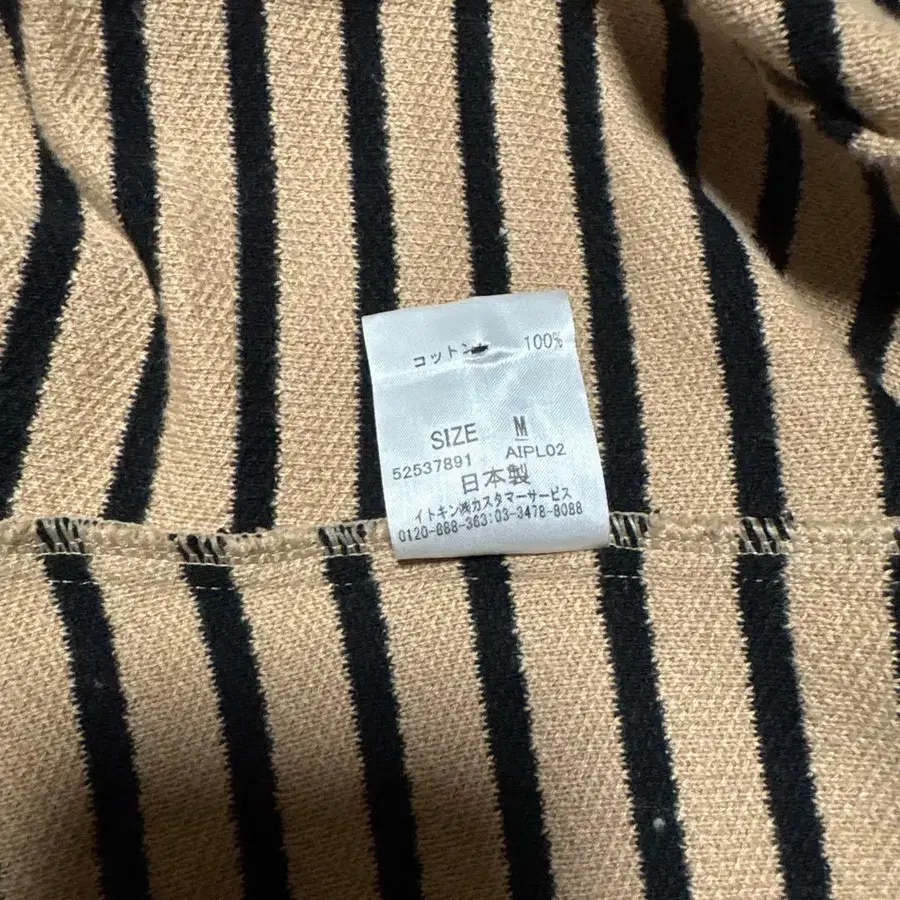 コットン 100%
SIZE M
52537891 AIPL02
日本製
イトキン㈱カスタマーサービス
0120-888-363:03-3478-8088